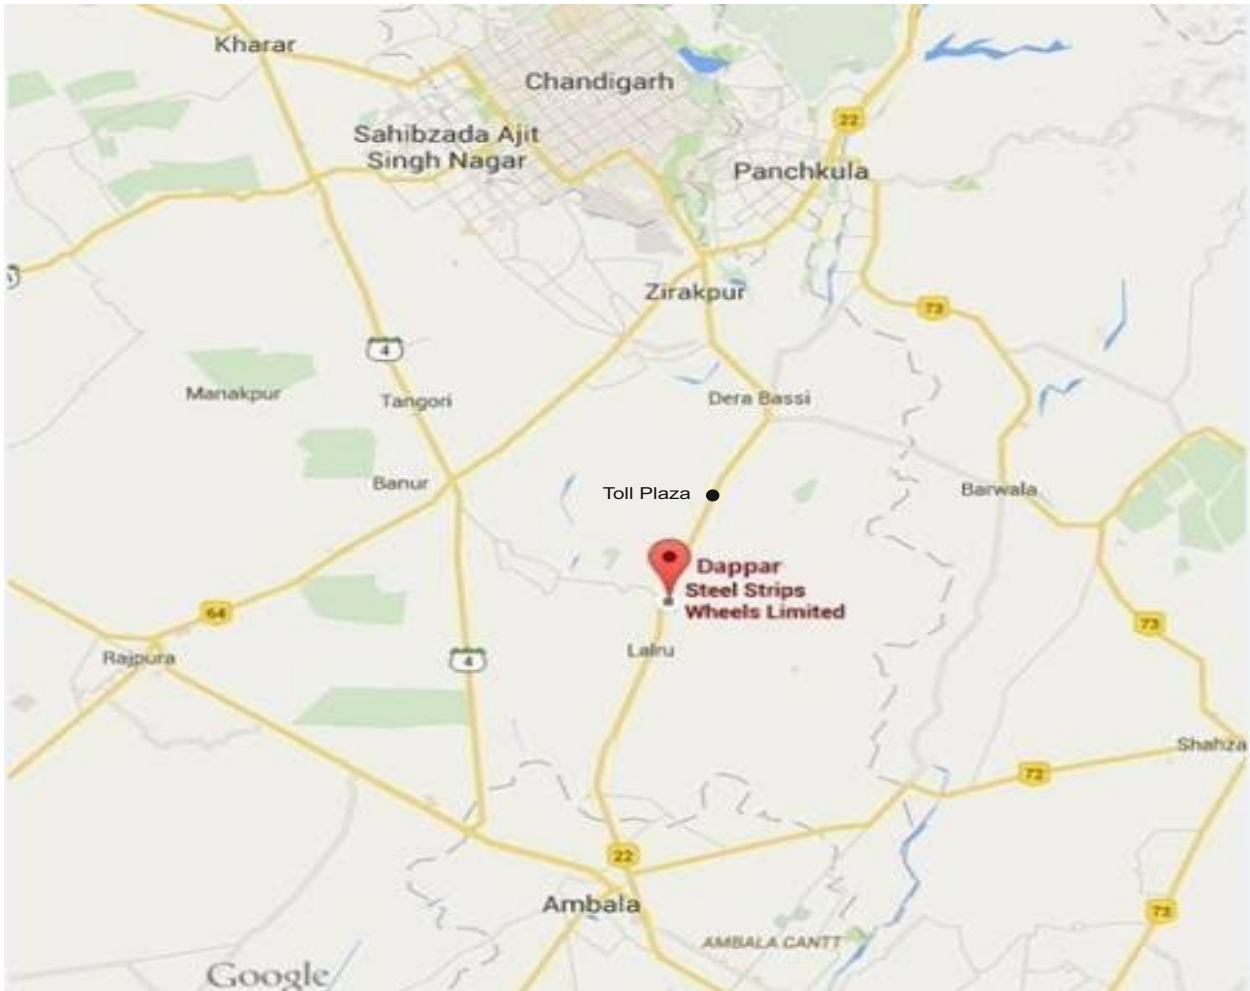 Kharar
Chandigarh
22
Sahibzada Ajit
Singh Nagar
Panchkula
Zirakpur
73
4
Manakpur
Tangori
Dera Bassi
Banur
Toll Plaza
Barwala
Dappar
Steel Strips
Wheels Limited
64
73
Rajpura
4
Lalru
Shahza
72
22
Ambala
73
AMBALA CANTT
Google